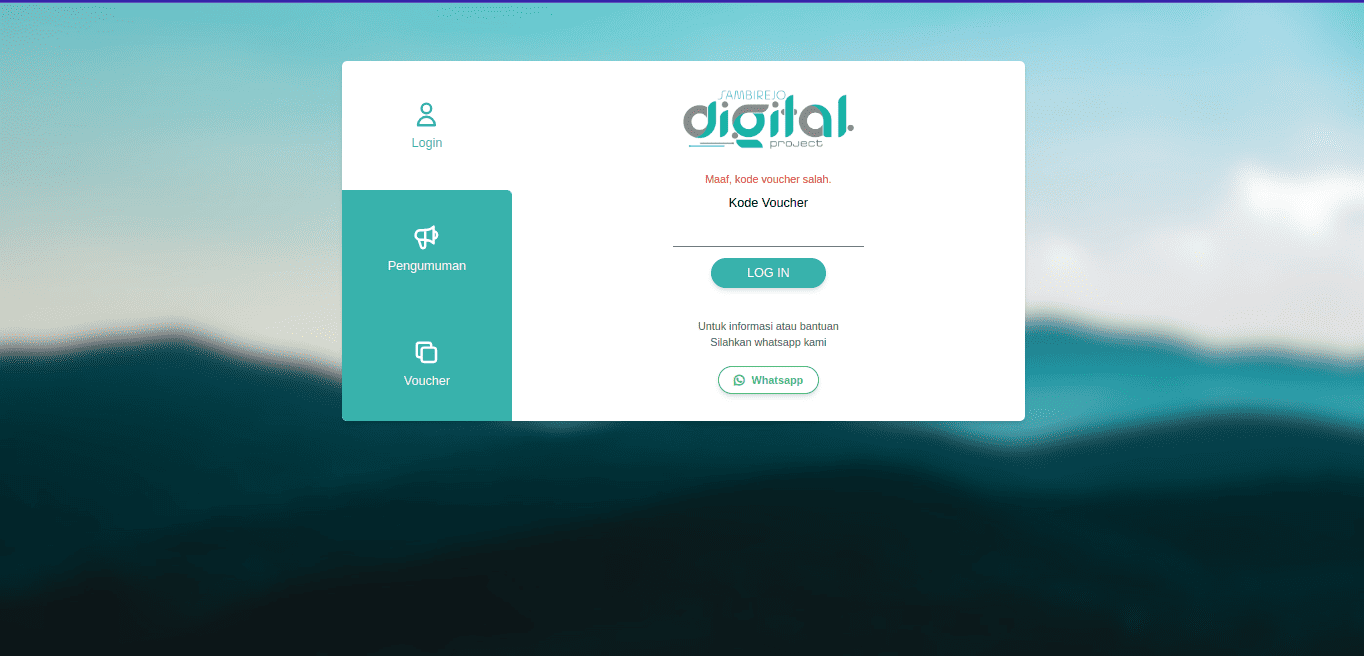 Login
Pengumuman
Voucher
SAMBIREJO
digital.
project
Maaf, kode voucher salah.
Kode Voucher
LOG IN
Untuk informasi atau bantuan
Silahkan whatsapp kami
Whatsapp